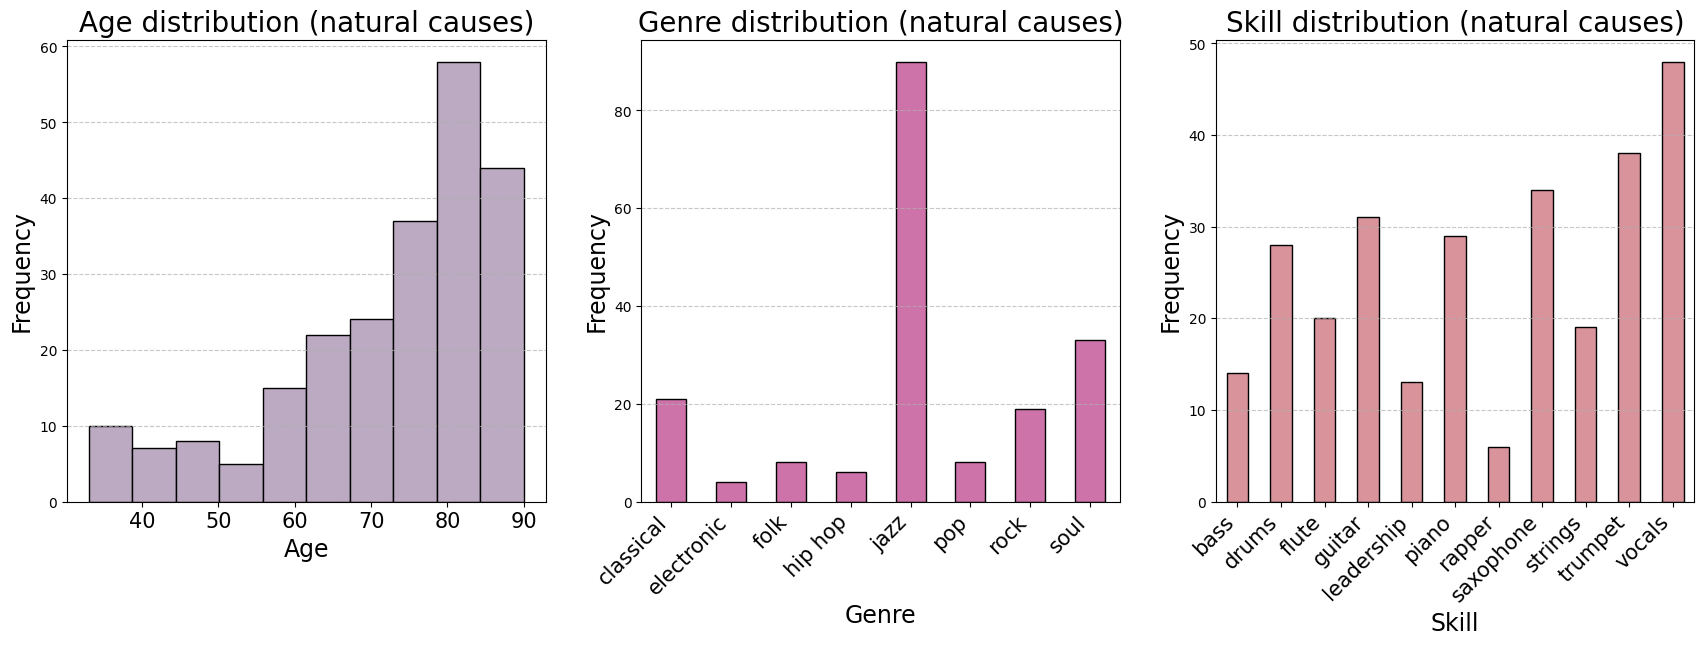 Age distribution (natural causes)
60
50
40
30
20
10
0
Frequency
40 50 60 70 80 90
Age
Genre distribution (natural causes)
80
60
40
20
0
Frequency
classical
electronic
folk
hip hop
jazz
pop
rock
soul
Genre
Skill distribution (natural causes)
50
40
30
20
10
0
Frequency
bass
drums
flute
guitar
leadership
piano
rapper
saxophone
strings
trumpet
vocals
Skill